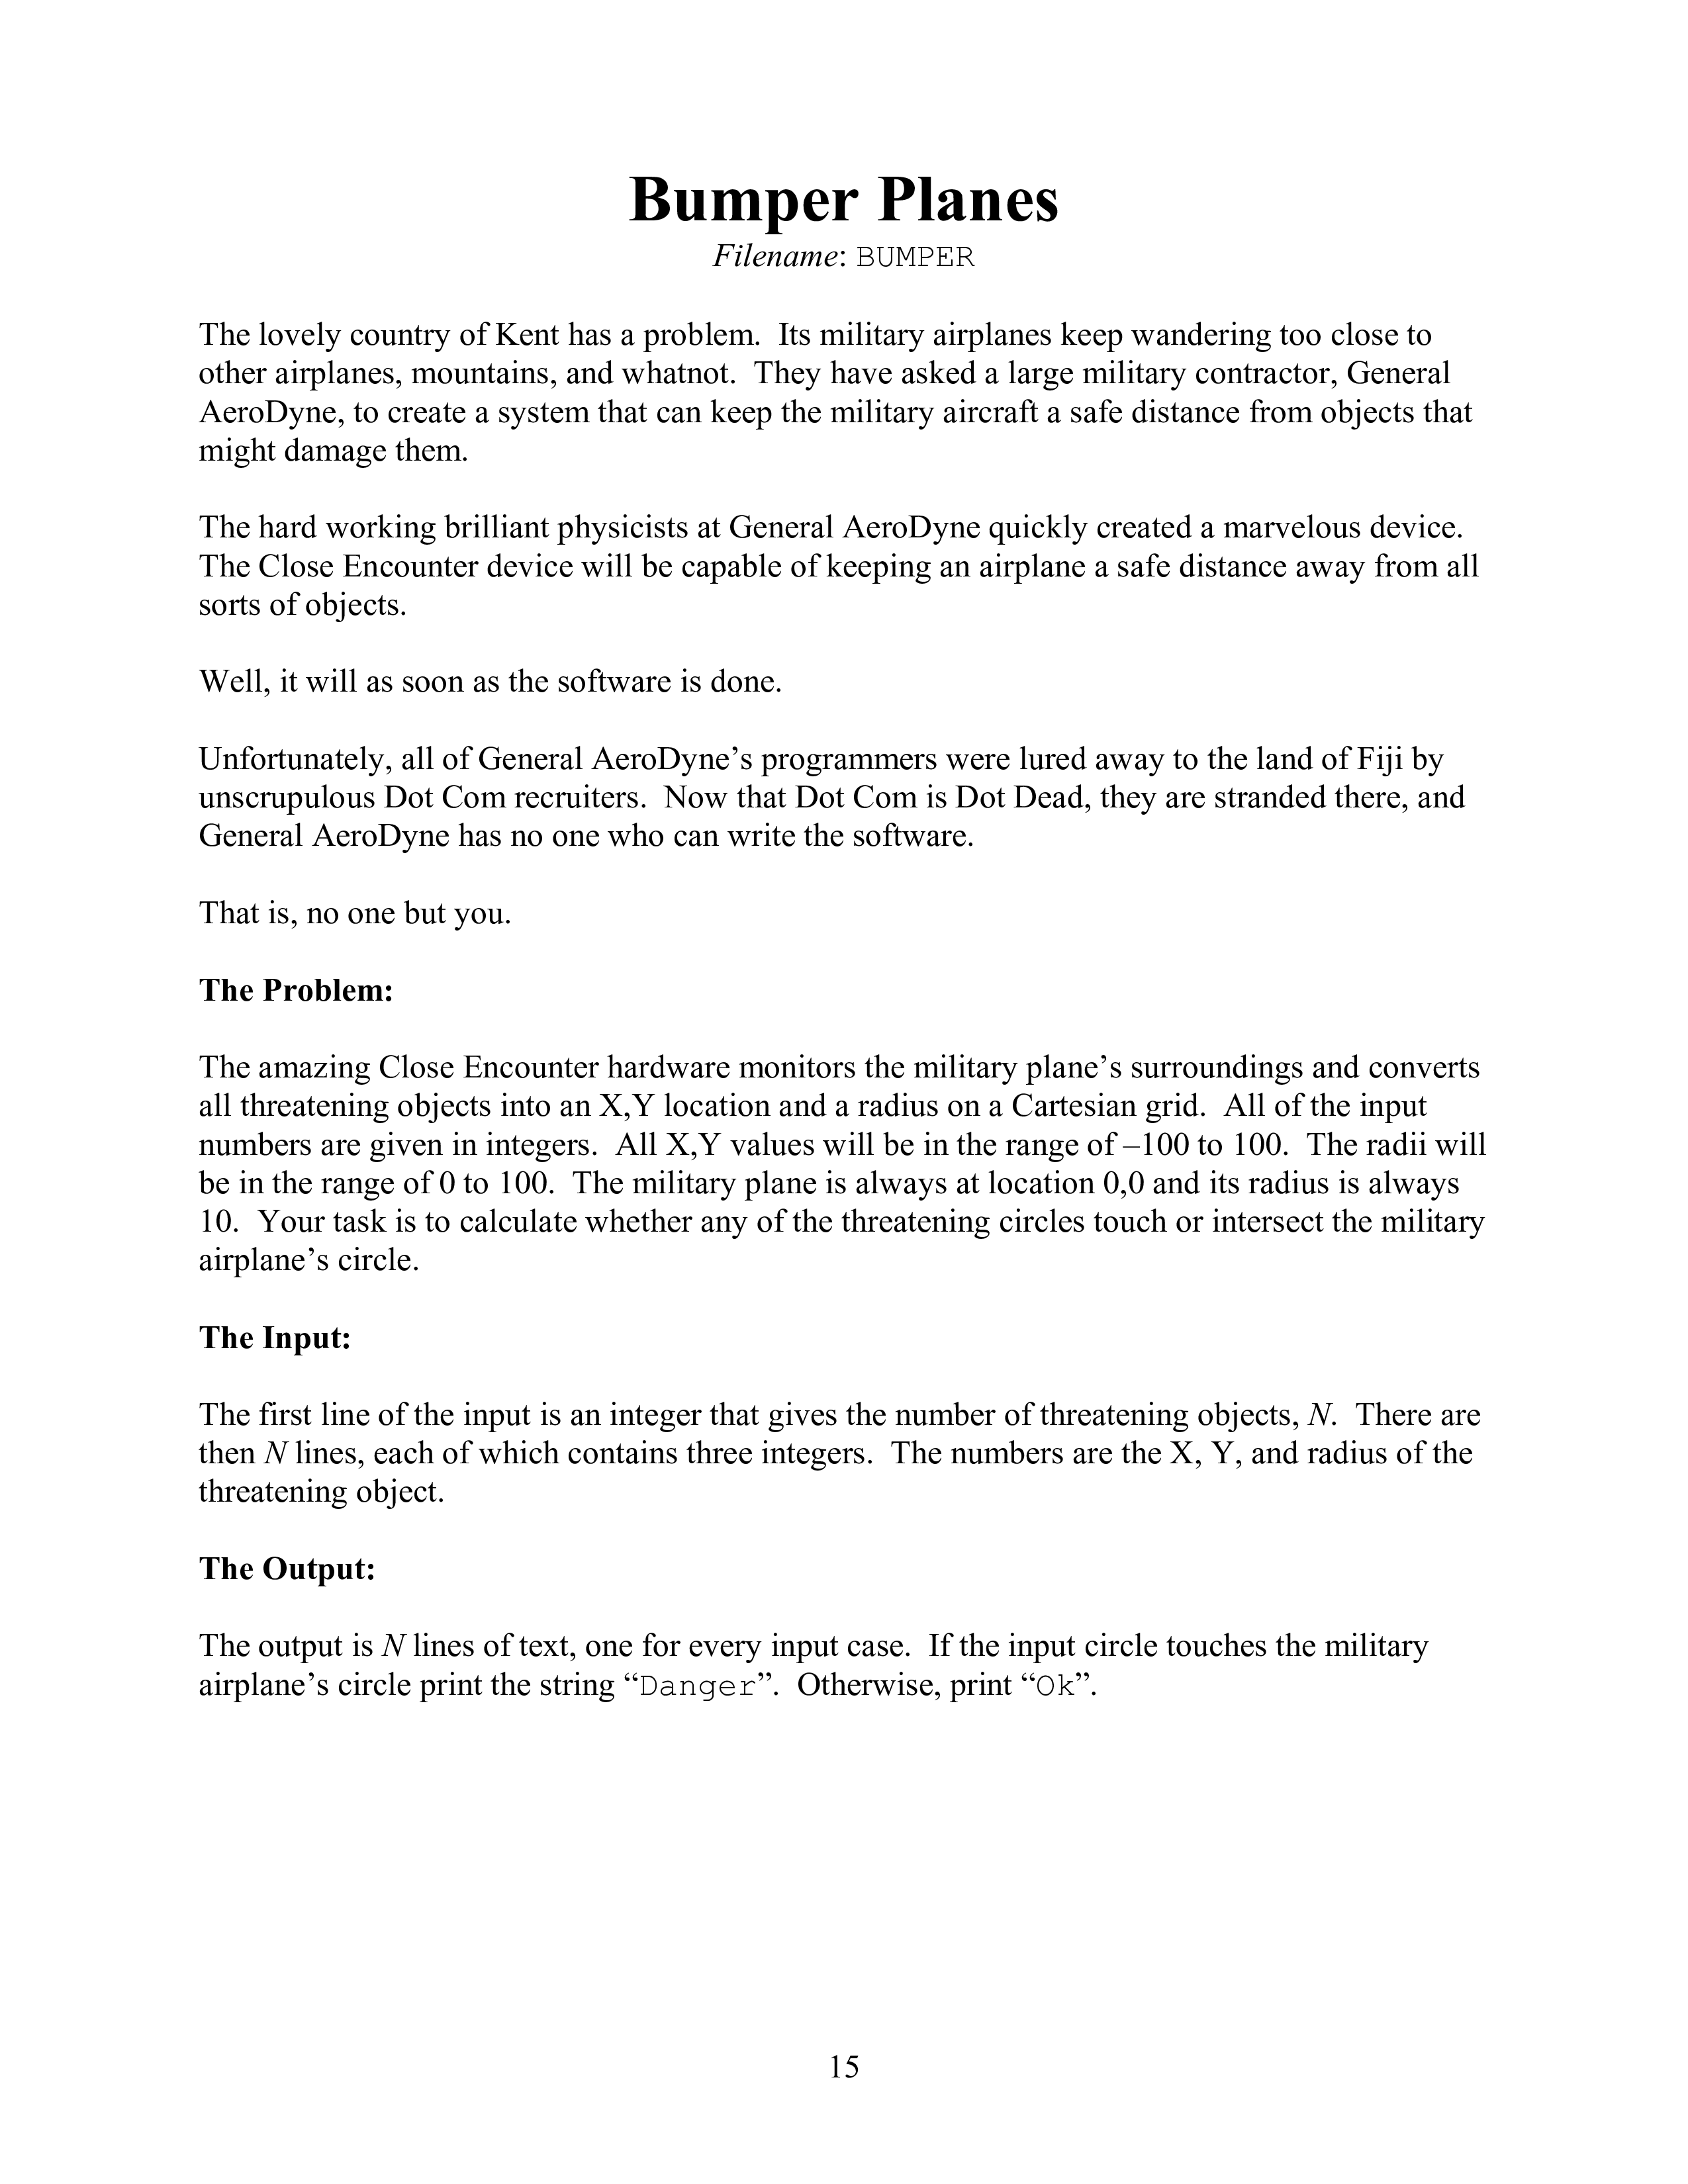 Bumper Planes
Filename: BUMPER
The lovely country of Kent has a problem.  Its military airplanes keep wandering too close to
other airplanes, mountains, and whatnot.  They have asked a large military contractor, General
AeroDyne, to create a system that can keep the military aircraft a safe distance from objects that
might damage them.
The hard working brilliant physicists at General AeroDyne quickly created a marvelous device.
The Close Encounter device will be capable of keeping an airplane a safe distance away from all
sorts of objects.
Well, it will as soon as the software is done.
Unfortunately, all of General AeroDyne’s programmers were lured away to the land of Fiji by
unscrupulous Dot Com recruiters.  Now that Dot Com is Dot Dead, they are stranded there, and
General AeroDyne has no one who can write the software.
That is, no one but you.
The Problem:
The amazing Close Encounter hardware monitors the military plane’s surroundings and converts
all threatening objects into an X,Y location and a radius on a Cartesian grid.  All of the input
numbers are given in integers.  All X,Y values will be in the range of –100 to 100.  The radii will
be in the range of 0 to 100.  The military plane is always at location 0,0 and its radius is always
10.  Your task is to calculate whether any of the threatening circles touch or intersect the military
airplane’s circle.
The Input:
The first line of the input is an integer that gives the number of threatening objects, N.  There are
then N lines, each of which contains three integers.  The numbers are the X, Y, and radius of the
threatening object.
The Output:
The output is N lines of text, one for every input case.  If the input circle touches the military
airplane’s circle print the string “Danger”.  Otherwise, print “Ok”.
15